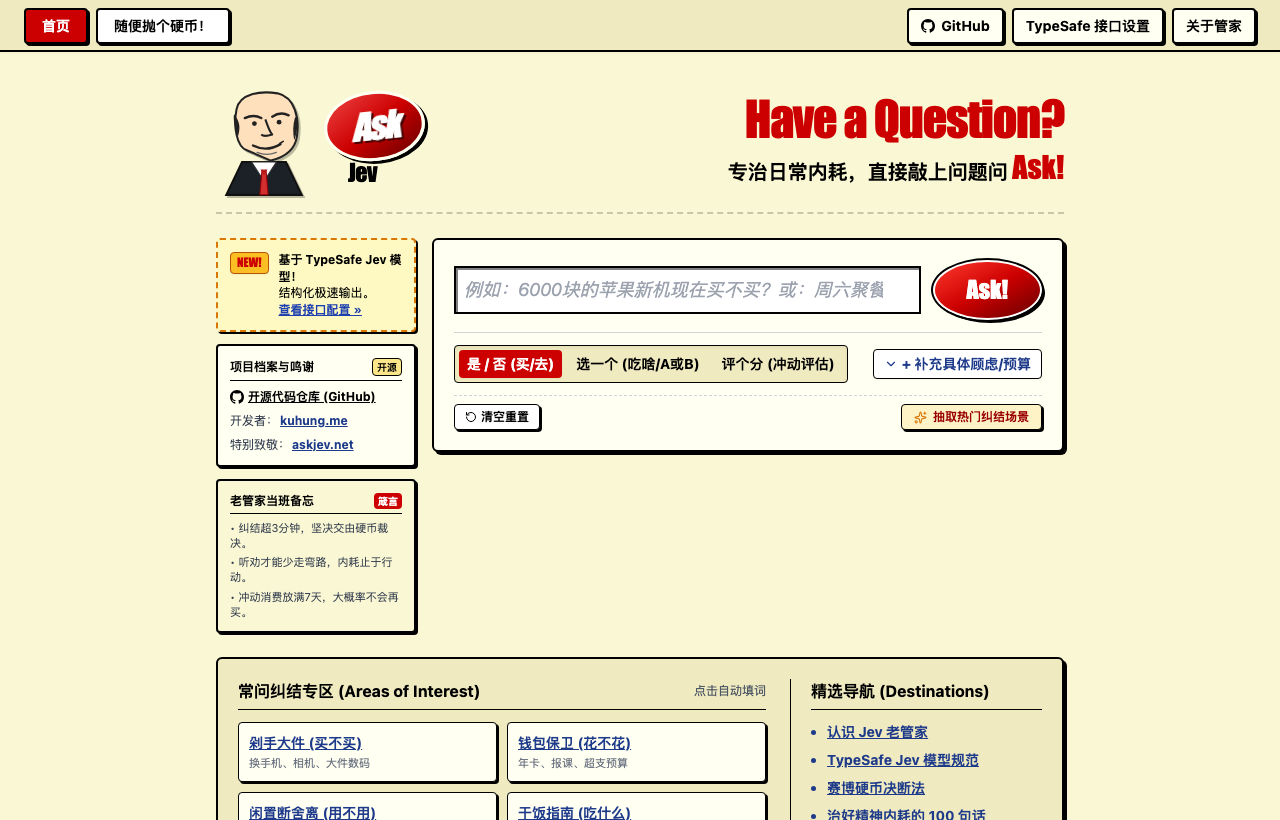 首页
随便抛个硬币！
GitHub
TypeSafe 接口设置
关于管家
Ask
Jev
Have a Question?
专治日常内耗，直接敲上问题问 Ask!
NEW!
基于 TypeSafe Jev 模
型！
结构化极速输出。
查看接口配置 »
项目档案与鸣谢
开源
开源代码仓库 (GitHub)
开发者： kuhung.me
特别致敬： askjev.net
老管家当班备忘
箴言
• 纠结超3分钟，坚决交由硬币裁
决。
• 听劝才能少走弯路，内耗止于行
动。
• 冲动消费放满7天，大概率不会再
买。
例如：6000块的苹果新机现在买不买？或：周六聚餐
Ask!
是 / 否 (买/去)
选一个 (吃啥/A或B)
评个分 (冲动评估)
+ 补充具体顾虑/预算
清空重置
抽取热门纠结场景
常问纠结专区 (Areas of Interest)
点击自动填词
剁手大件 (买不买)
换手机、相机、大件数码
钱包保卫 (花不花)
年卡、报课、超支预算
闲置断舍离 (用不用)
干饭指南 (吃什么)
精选导航 (Destinations)
• 认识 Jev 老管家
• TypeSafe Jev 模型规范
• 赛博硬币决断法
• 治好精神内耗的 100 句话